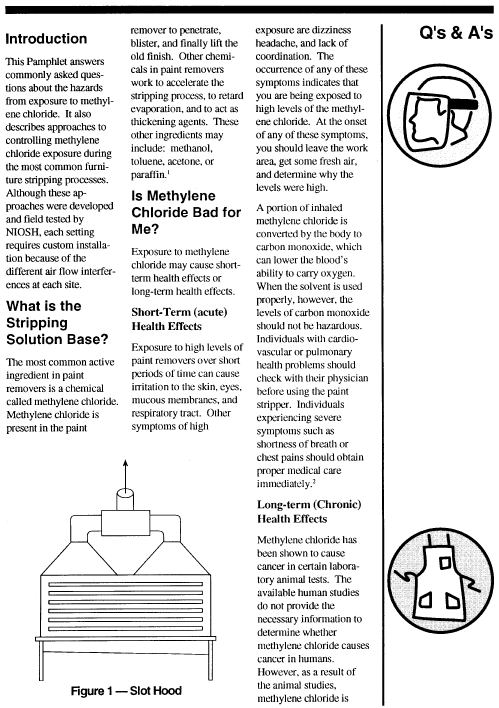 Introduction
This Pamphlet answers
commonly asked ques-
tions about the hazards
from exposure to methyl-
ene chloride. It also
describes approaches to
controlling methylene
chloride exposure during
the most common furni-
ture stripping processes.
Although these ap-
proaches were developed
and field tested by
NIOSH, each setting
requires custom installa-
tion because of the
different air flow interfer-
ences at each site.
What is the
Stripping
Solution Base?
The most common active
ingredient in paint
removers is a chemical
called methylene chloride.
Methylene chloride is
present in the paint
remover to penetrate,
blister, and finally lift the
old finish. Other chemi-
cals in paint removers
work to accelerate the
stripping process, to retard
evaporation, and to act as
thickening agents. These
other ingredients may
include: methanol,
toluene, acetone, or
paraffin.¹
Is Methylene
Chloride Bad for
Me?
Exposure to methylene
chloride may cause short-
term health effects or
long-term health effects.
Short-Term (acute)
Health Effects
Exposure to high levels of
paint removers over short
periods of time can cause
irritation to the skin, eyes,
mucous membranes, and
respiratory tract. Other
symptoms of high
exposure are dizziness
headache, and lack of
coordination. The
occurrence of any of these
symptoms indicates that
you are being exposed to
high levels of the methyl-
ene chloride. At the onset
of any of these symptoms,
you should leave the work
area, get some fresh air,
and determine why the
levels were high.
A portion of inhaled
methylene chloride is
converted by the body to
carbon monoxide, which
can lower the blood's
ability to carry oxygen.
When the solvent is used
properly, however, the
levels of carbon monoxide
should not be hazardous.
Individuals with cardio-
vascular or pulmonary
health problems should
check with their physician
before using the paint
stripper. Individuals
experiencing severe
symptoms such as
shortness of breath or
chest pains should obtain
proper medical care
immediately.²
Long-term (Chronic)
Health Effects
Methylene chloride has
been shown to cause
cancer in certain labora-
tory animal tests. The
available human studies
do not provide the
necessary information to
determine whether
methylene chloride causes
cancer in humans.
However, as a result of
the animal studies,
methylene chloride is
Q's & A's
Figure 1 — Slot Hood